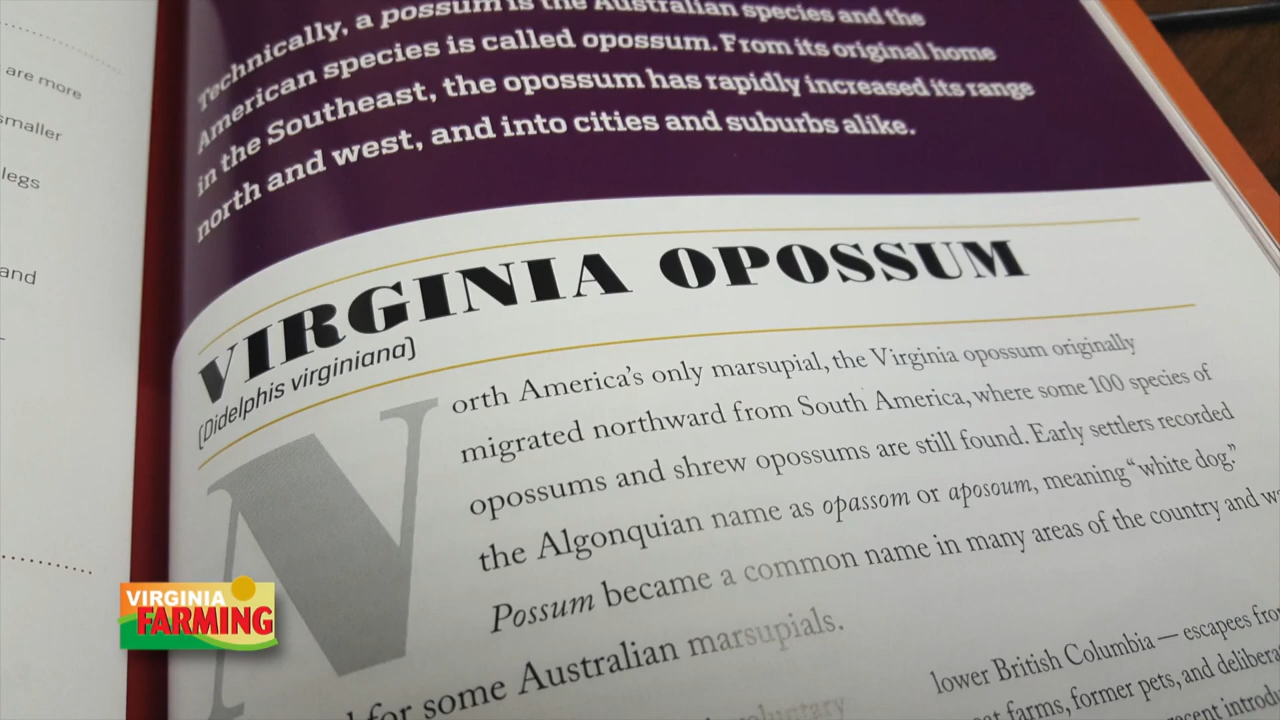 are more
smaller
legs
and
Technically, a possum is the Australian species and the
American species is called opossum. From its original home
in the Southeast, the opossum has rapidly increased its range
north and west, and into cities and suburbs alike.
VIRGINIA OPOSSUM
(Didelphis virginiana)
North America's only marsupial, the Virginia opossum originally
migrated northward from South America, where some 100 species of
opossums and shrew opossums are still found. Early settlers recorded
the Algonquian name as opassom or aposoum, meaning “white dog.”
Possum became a common name in many areas of the country and
for some Australian marsupials.
voluntary
lower British Columbia — escapees
farms, former pets, and
VIRGINIA
FARMING